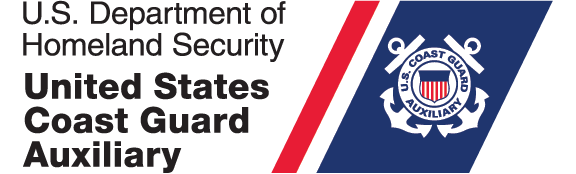 U.S. Department of
Homeland Security
United States
Coast Guard
Auxiliary
U.S. COAST GUARD
AUXILIARY